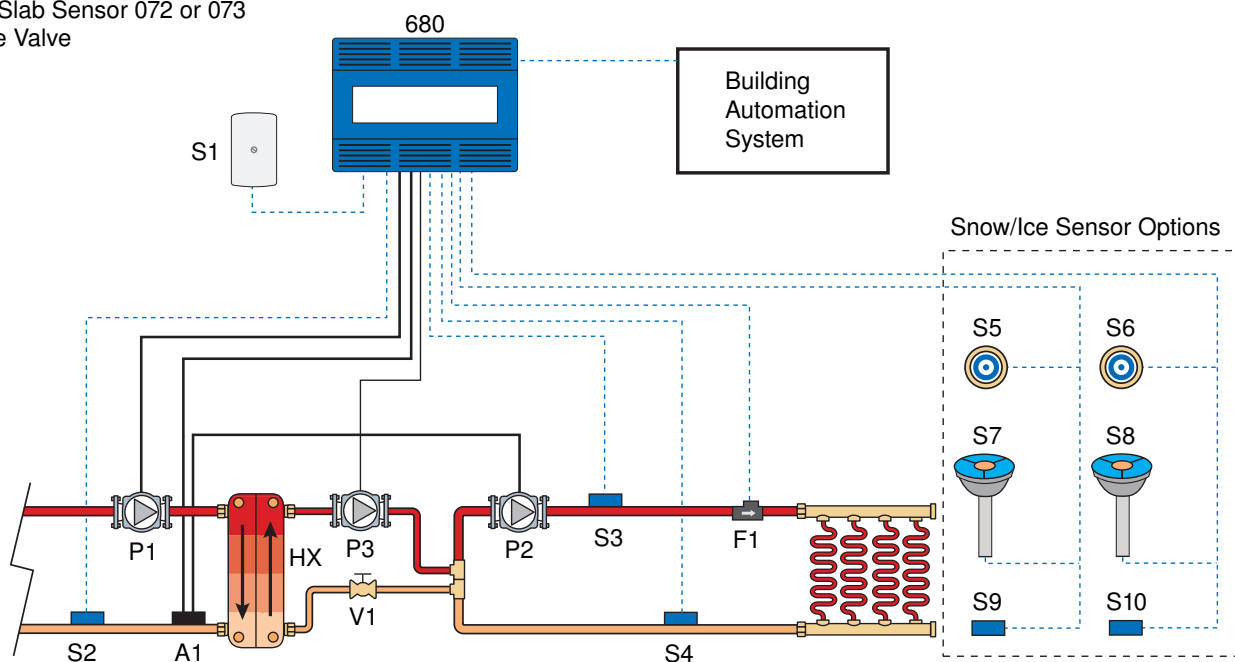 Slab Sensor 072 or 073
Valve
680
Building
Automation
System
S1
Snow/Ice Sensor Options
S5
S6
S7
S8
P1
HX
P3
P2
S3
F1
V1
S9
S10
S2
A1
S4